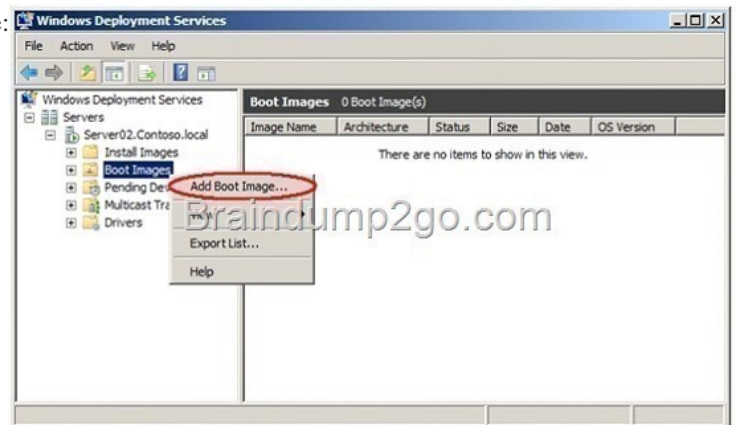 :
Windows Deployment Services
File Action View Help
Windows Deployment Services
Servers
Server02.Contoso.local
Install Images
Boot Images
Pending Dev
Multicast Tra
Drivers
Boot Images 0 Boot Image(s)
Image Name Architecture Status Size Date OS Version
There are no items to show in this view.
Add Boot Image...
View
Export List...
Help
Braindump2go.com